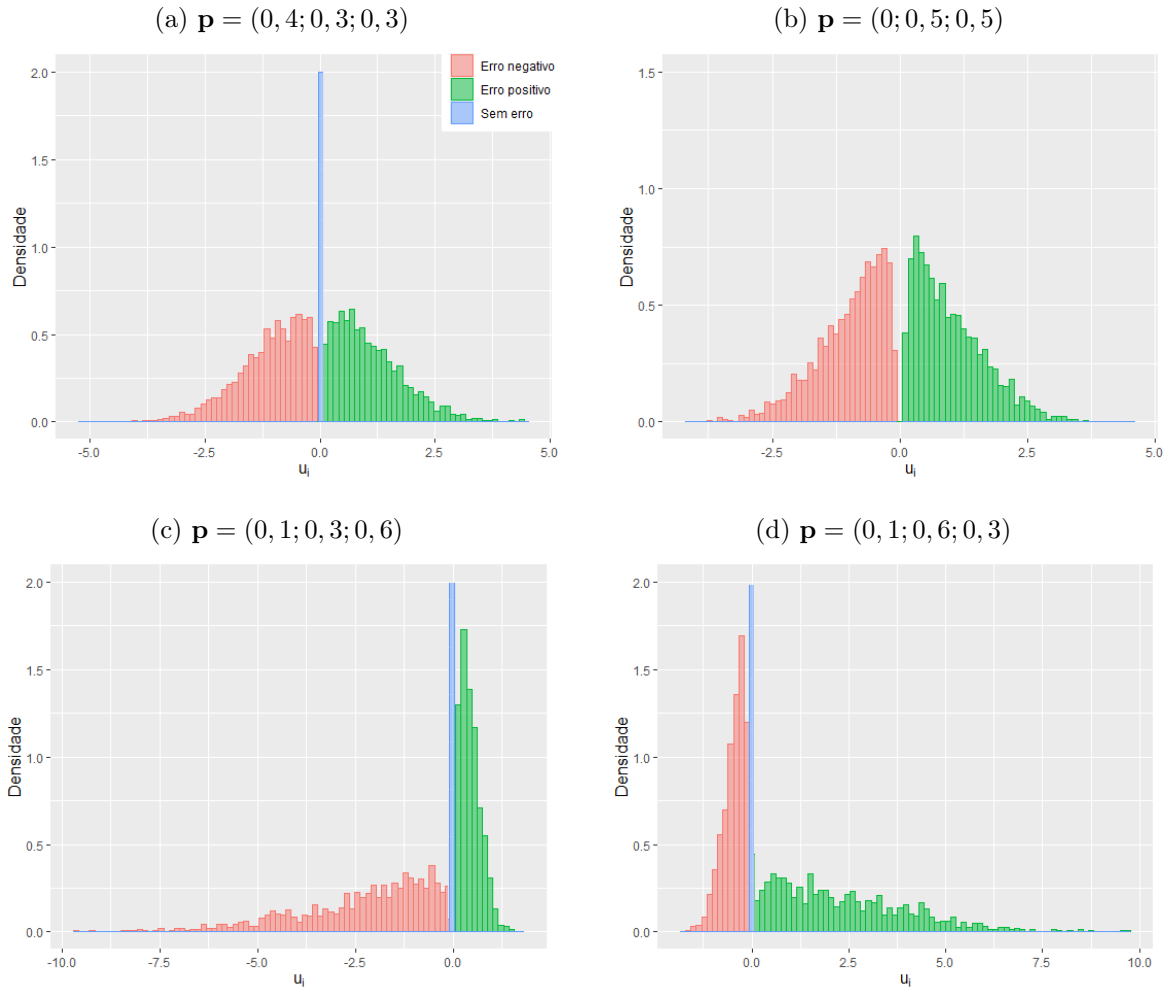 (a) p = (0, 4; 0, 3; 0, 3)
2.0
1.5
1.0
0.5
0.0
Densidade
Erro negativo
Erro positivo
Sem erro
-5.0 -2.5 0.0 2.5 5.0
u_i
(b) p = (0; 0, 5; 0, 5)
1.5
1.0
0.5
0.0
Densidade
-2.5 0.0 2.5 5.0
u_i
(c) p = (0, 1; 0, 3; 0, 6)
2.0
1.5
1.0
0.5
0.0
Densidade
-10.0 -7.5 -5.0 -2.5 0.0
u_i
(d) p = (0, 1; 0, 6; 0, 3)
2.0
1.5
1.0
0.5
0.0
Densidade
0.0 2.5 5.0 7.5 10.0
u_i